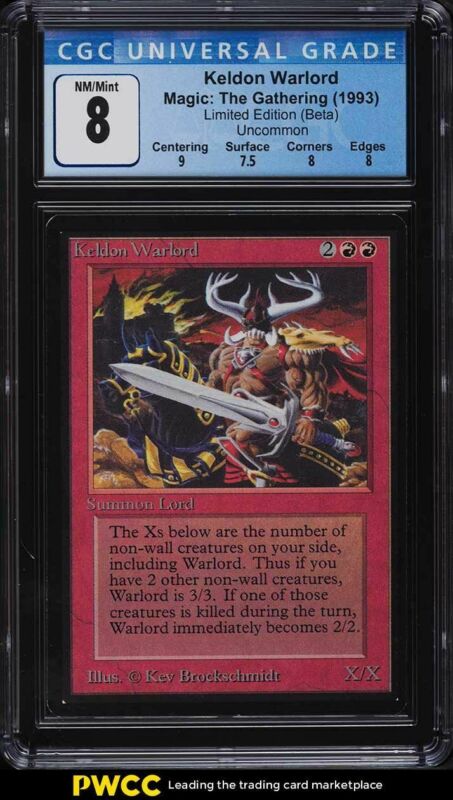 CGC UNIVERSAL GRADE
NM/Mint
8
Keldon Warlord
Magic: The Gathering (1993)
Limited Edition (Beta)
Uncommon
Centering Surface Corners Edges
9 7.5 8 8
Keldon Warlord 2
Summon Lord
The Xs below are the number of
non-wall creatures on your side,
including Warlord. Thus if you
have 2 other non-wall creatures,
Warlord is 3/3. If one of those
creatures is killed during the turn,
Warlord immediately becomes 2/2.
Illus. © Kev Brockschmidt X/X
PWCC Leading the trading card marketplace